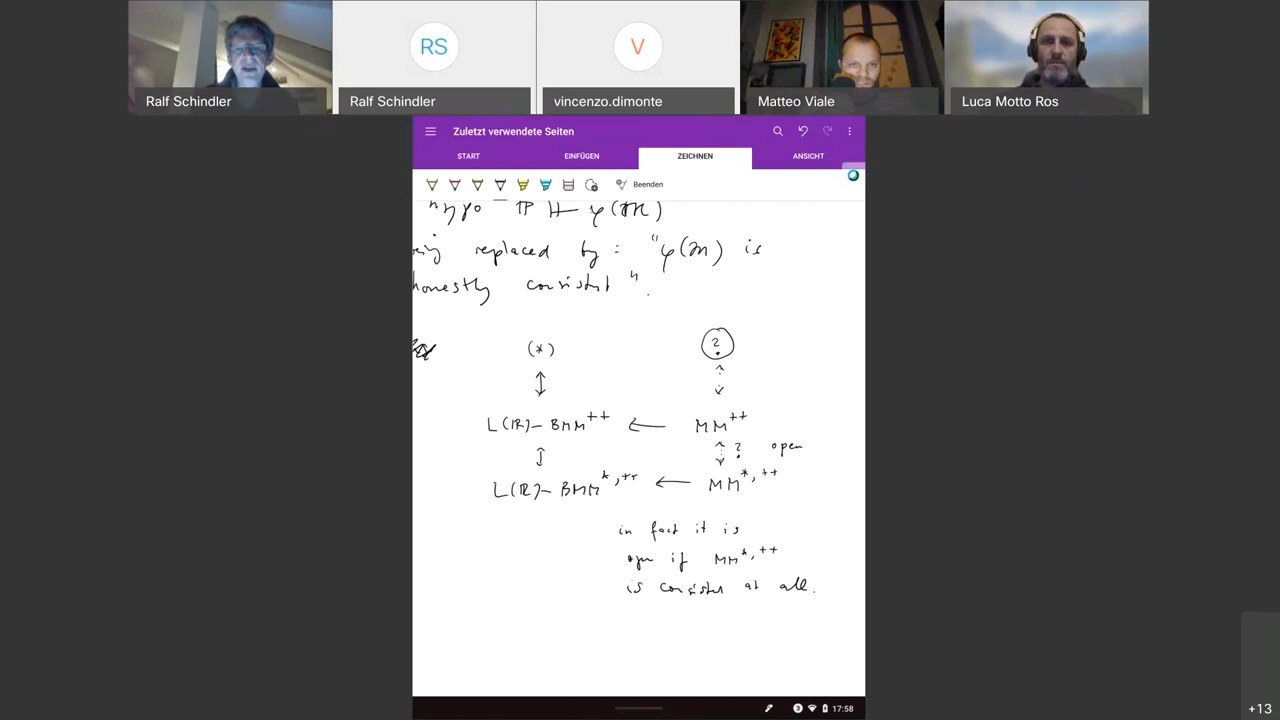 RS
V
Ralf Schindler
Ralf Schindler
vincenzo.dimonte
Matteo Viale
Luca Motto Ros
Zuletzt verwendete Seiten
START EINFÜGEN ZEICHNEN ANSICHT
Beenden
"hypo ℙ ⊩ φ(𝔐)
replaced by : "φ(𝔐) is
honestly consistent".
(*) ?
↕ ↕
L(ℝ)-BMM⁺⁺ ← MM⁺⁺
↕ ↕ ? open
L(ℝ)-BMM*,⁺⁺ ← MM*,⁺⁺
in fact it is
open if MM*,⁺⁺
is consistent at all.
17:58
+13